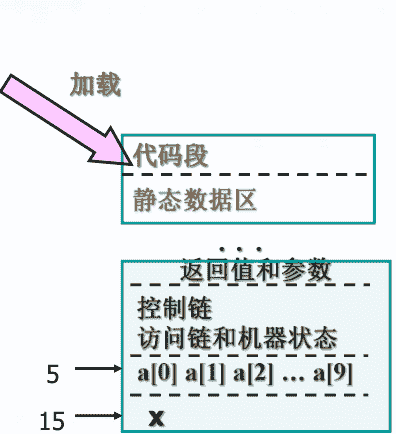 加载
代码段
静态数据区
. . .
返回值和参数
控制链
访问链和机器状态
5 a[0] a[1] a[2] … a[9]
15 x